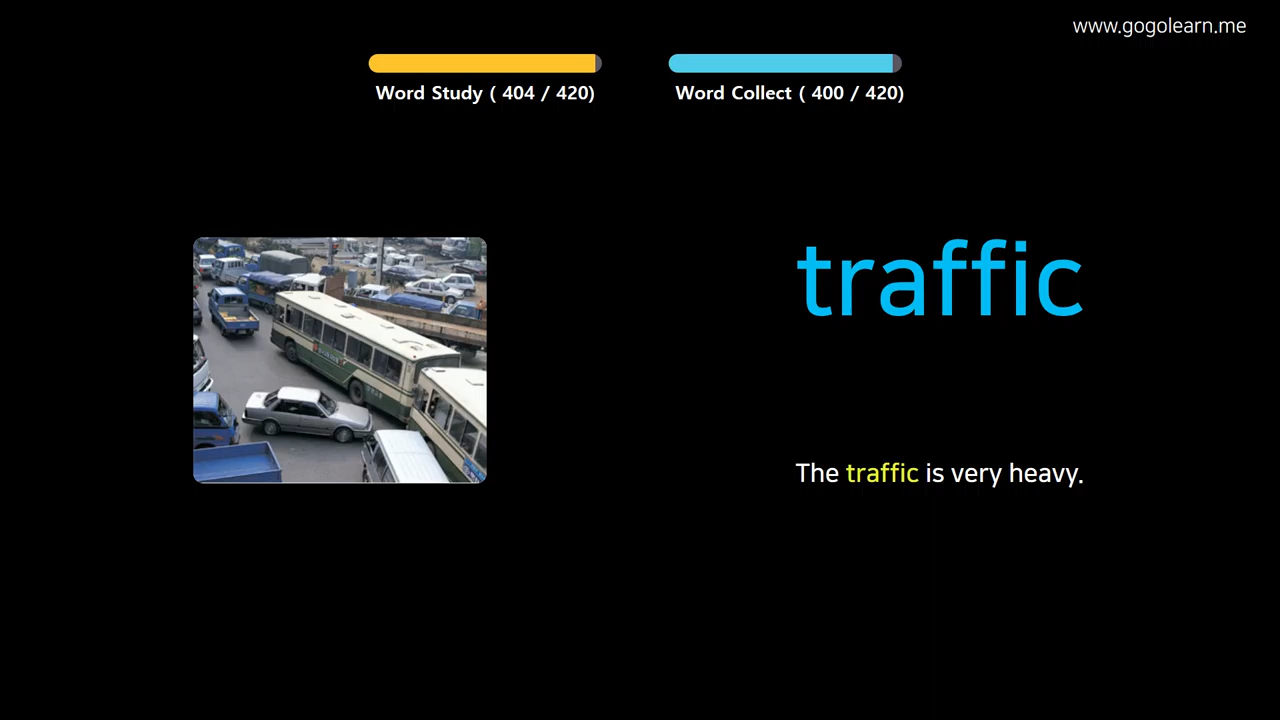 www.gogolearn.me
Word Study ( 404 / 420)
Word Collect ( 400 / 420)
traffic
The traffic is very heavy.